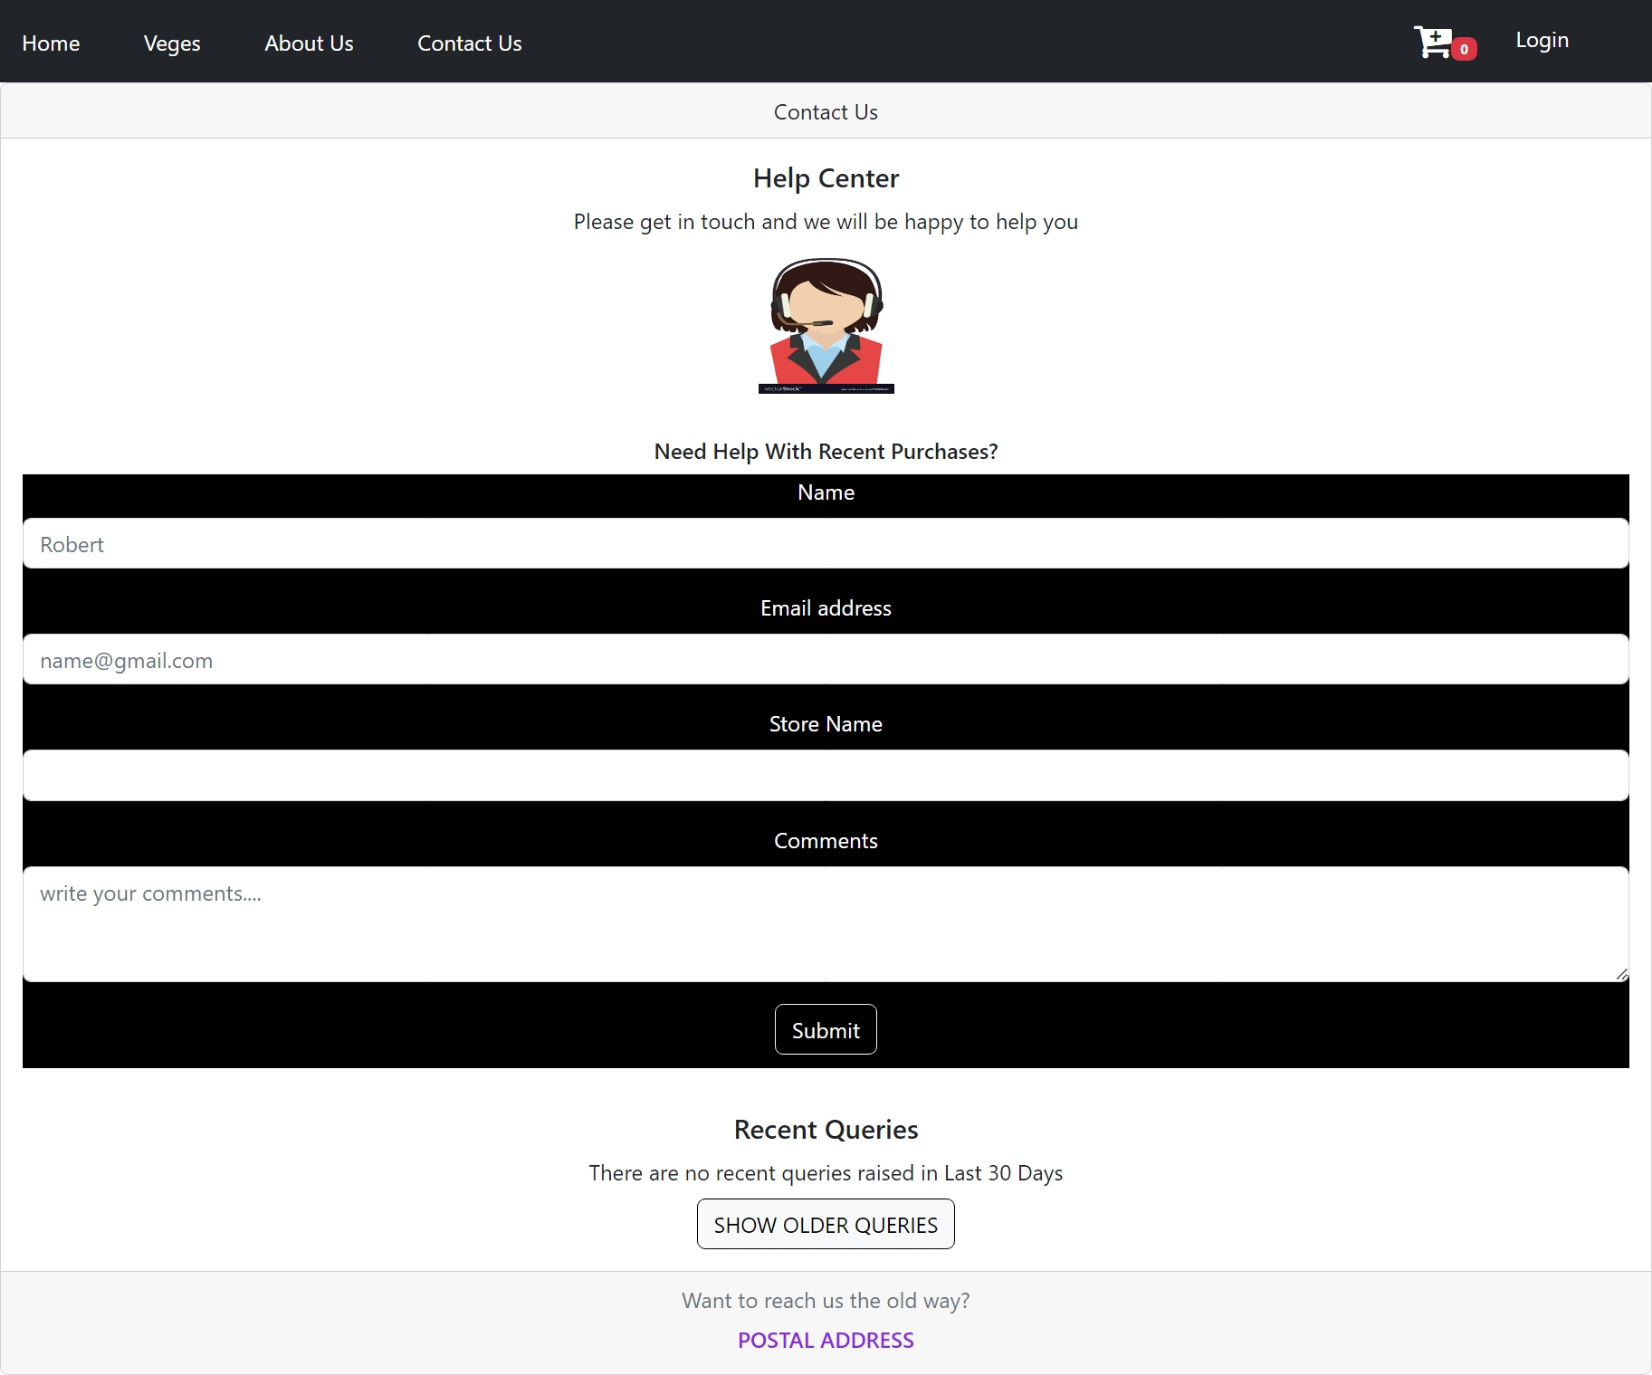 Home Veges About Us Contact Us 0 Login
Contact Us
Help Center
Please get in touch and we will be happy to help you
VectorStock
Need Help With Recent Purchases?
Name
Robert
Email address
name@gmail.com
Store Name
Comments
write your comments....
Submit
Recent Queries
There are no recent queries raised in Last 30 Days
SHOW OLDER QUERIES
Want to reach us the old way?
POSTAL ADDRESS